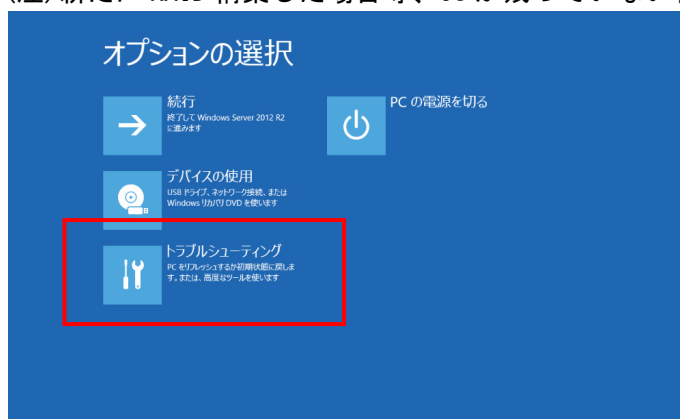 オプションの選択
続行
終了して Windows Server 2012 R2
に進みます
PC の電源を切る
デバイスの使用
USB ドライブ、ネットワーク接続、または
Windows リカバリ DVD を使います
トラブルシューティング
PC をリフレッシュするか初期状態に戻しま
す。または、高度なツールを使います